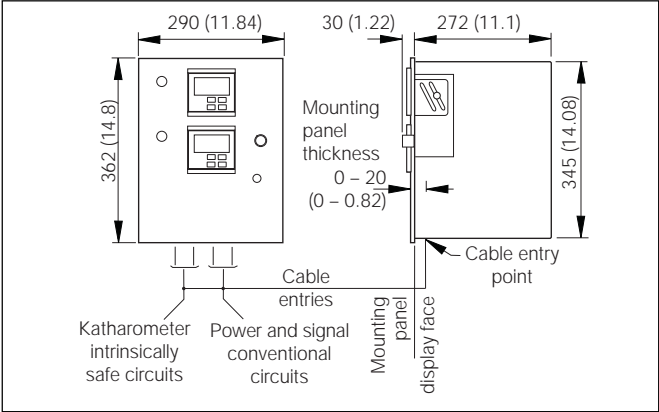 290 (11.84)
30 (1.22)
272 (11.1)
362 (14.8)
Mounting
panel
thickness
0 – 20
(0 – 0.82)
345 (14.08)
Cable entry
point
Cable
entries
Katharometer
intrinsically
safe circuits
Power and signal
conventional
circuits
Mounting
panel
display face